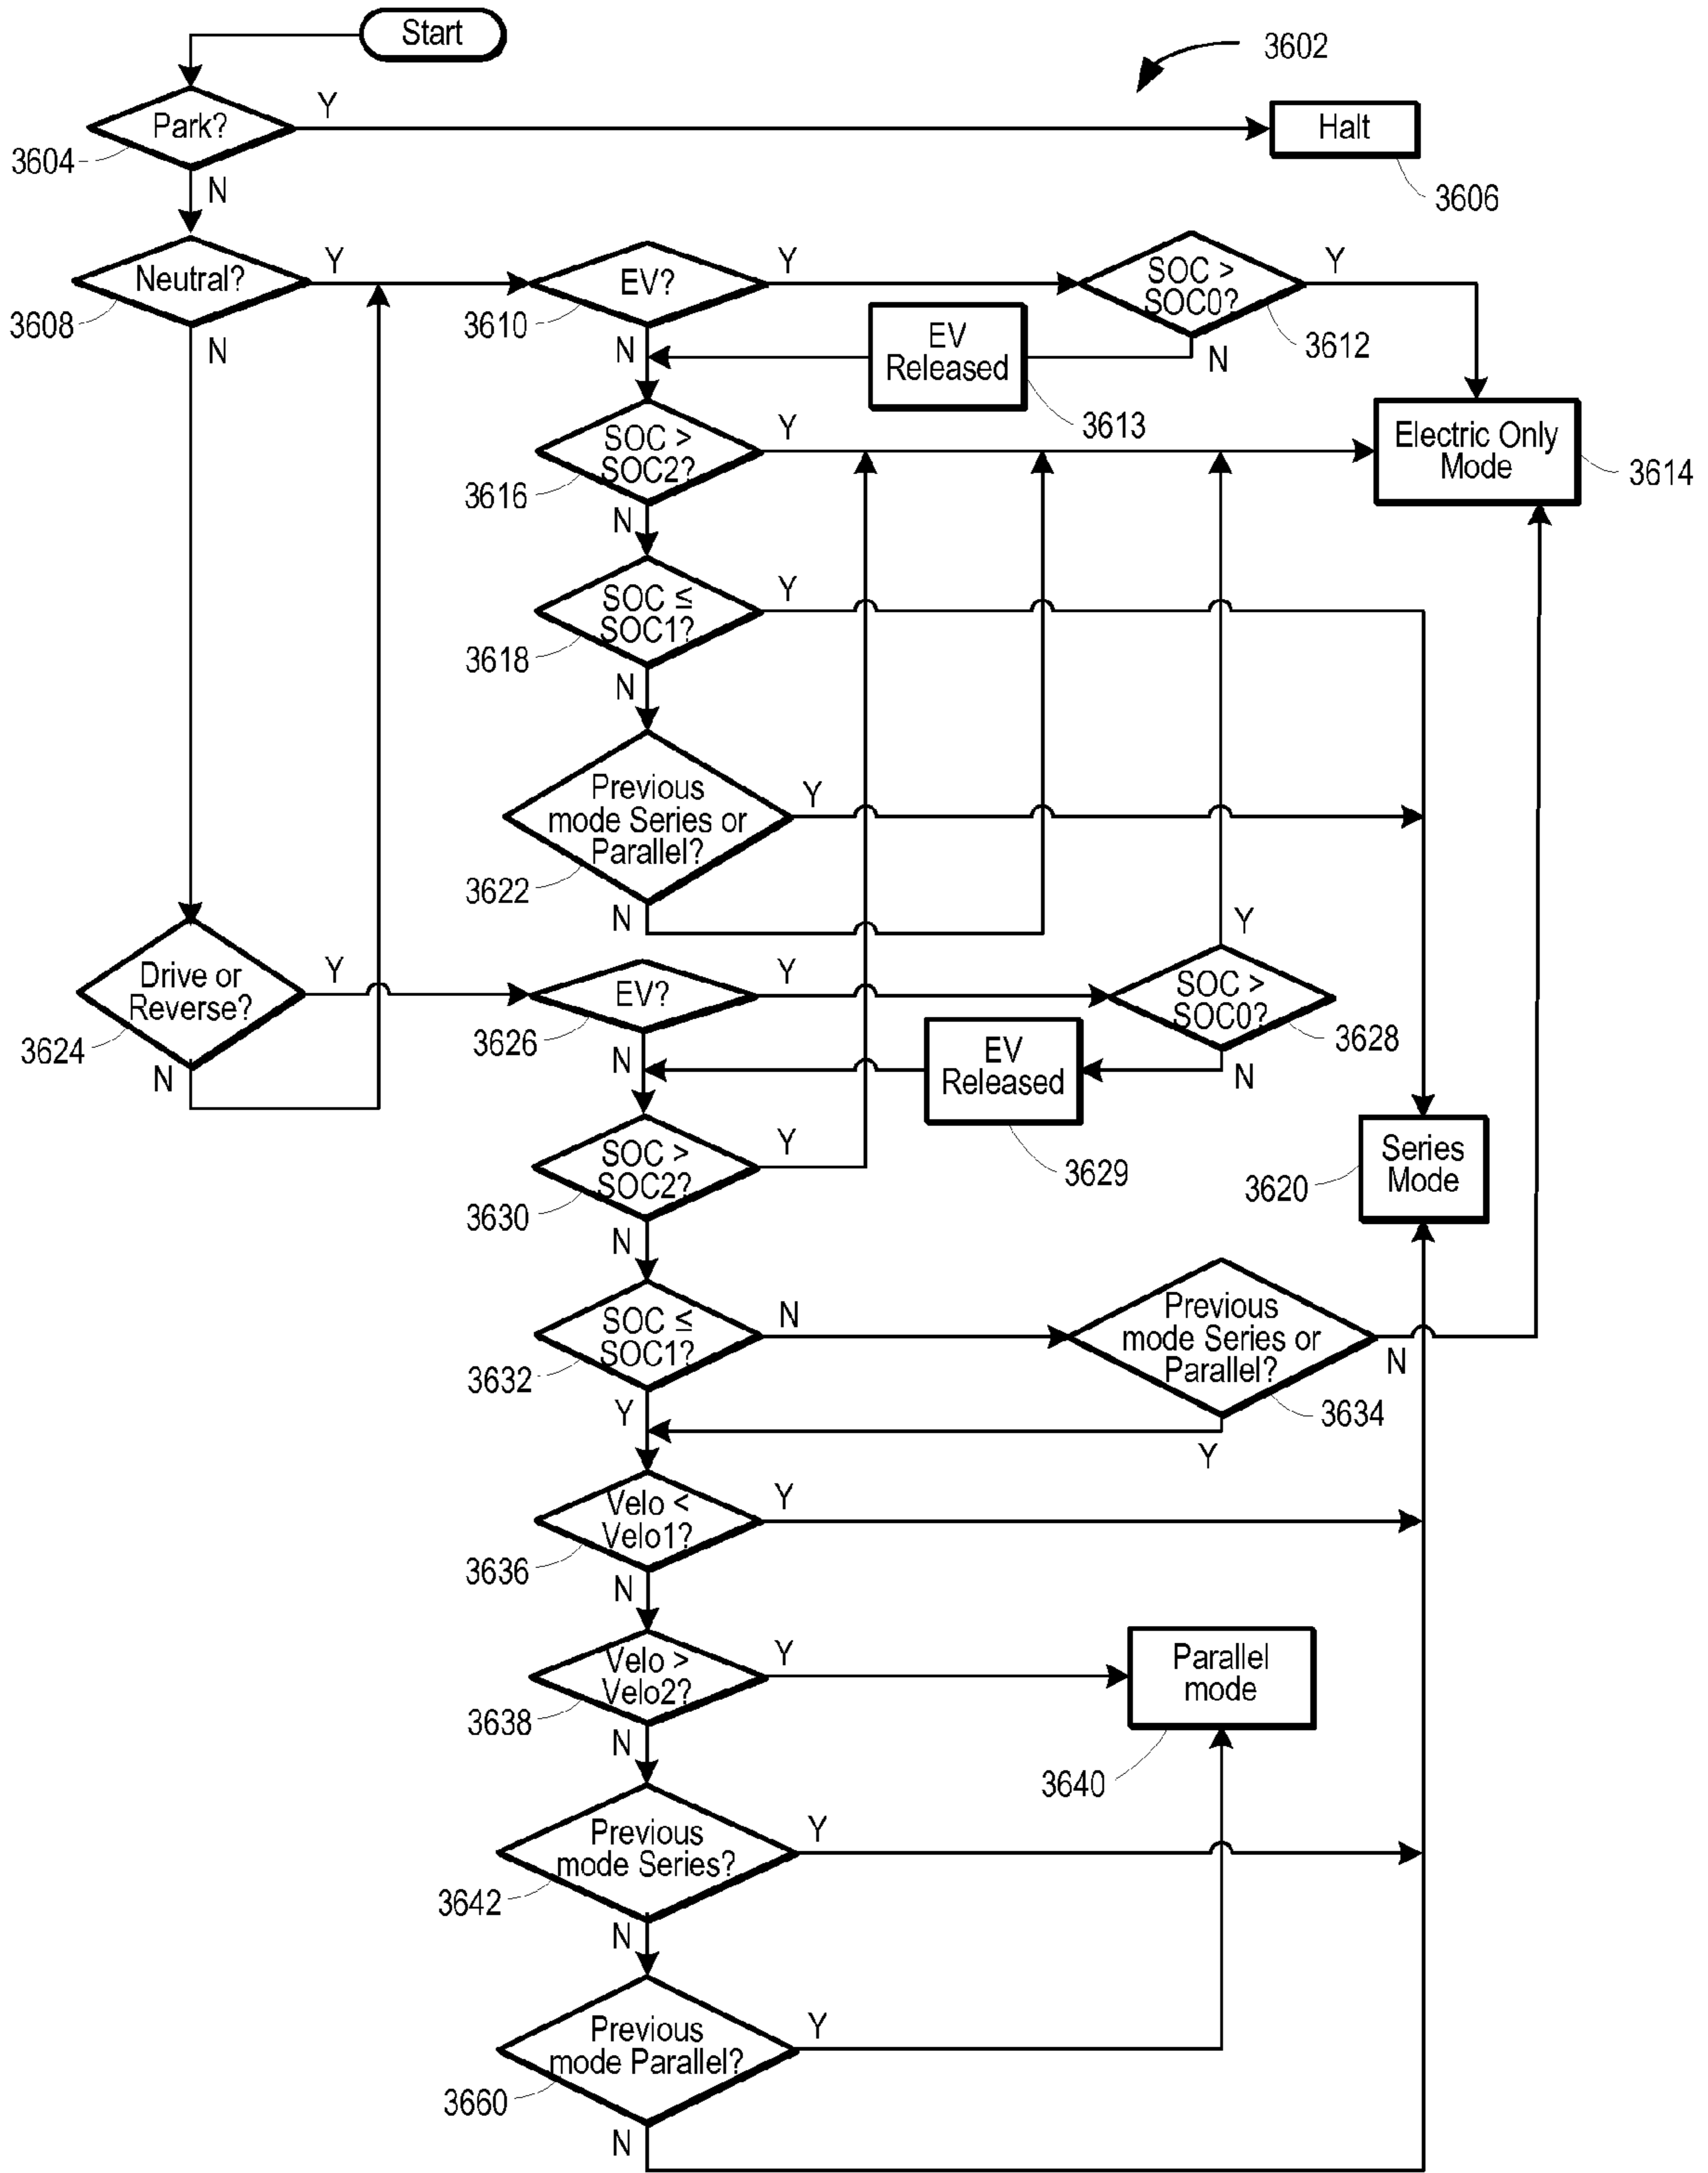 Start
3602
Park?
Y
Halt
3604
N
3606
Neutral?
Y
EV?
Y
SOC >
SOC0?
Y
3608
N
3610
N
EV
Released
N
3612
3613
SOC >
SOC2?
Y
Electric Only
Mode
3614
3616
N
SOC ≤
SOC1?
Y
3618
N
Previous
mode Series or
Parallel?
Y
3622
N
Y
Drive or
Reverse?
Y
EV?
Y
SOC >
SOC0?
3624
N
3626
N
EV
Released
N
3628
3629
SOC >
SOC2?
Y
Series
Mode
3620
3630
N
SOC ≤
SOC1?
N
Previous
mode Series or
Parallel?
N
3632
Y
3634
Y
Velo <
Velo1?
Y
3636
N
Velo >
Velo2?
Y
Parallel
mode
3638
N
3640
Previous
mode Series?
Y
3642
N
Previous
mode Parallel?
Y
3660
N